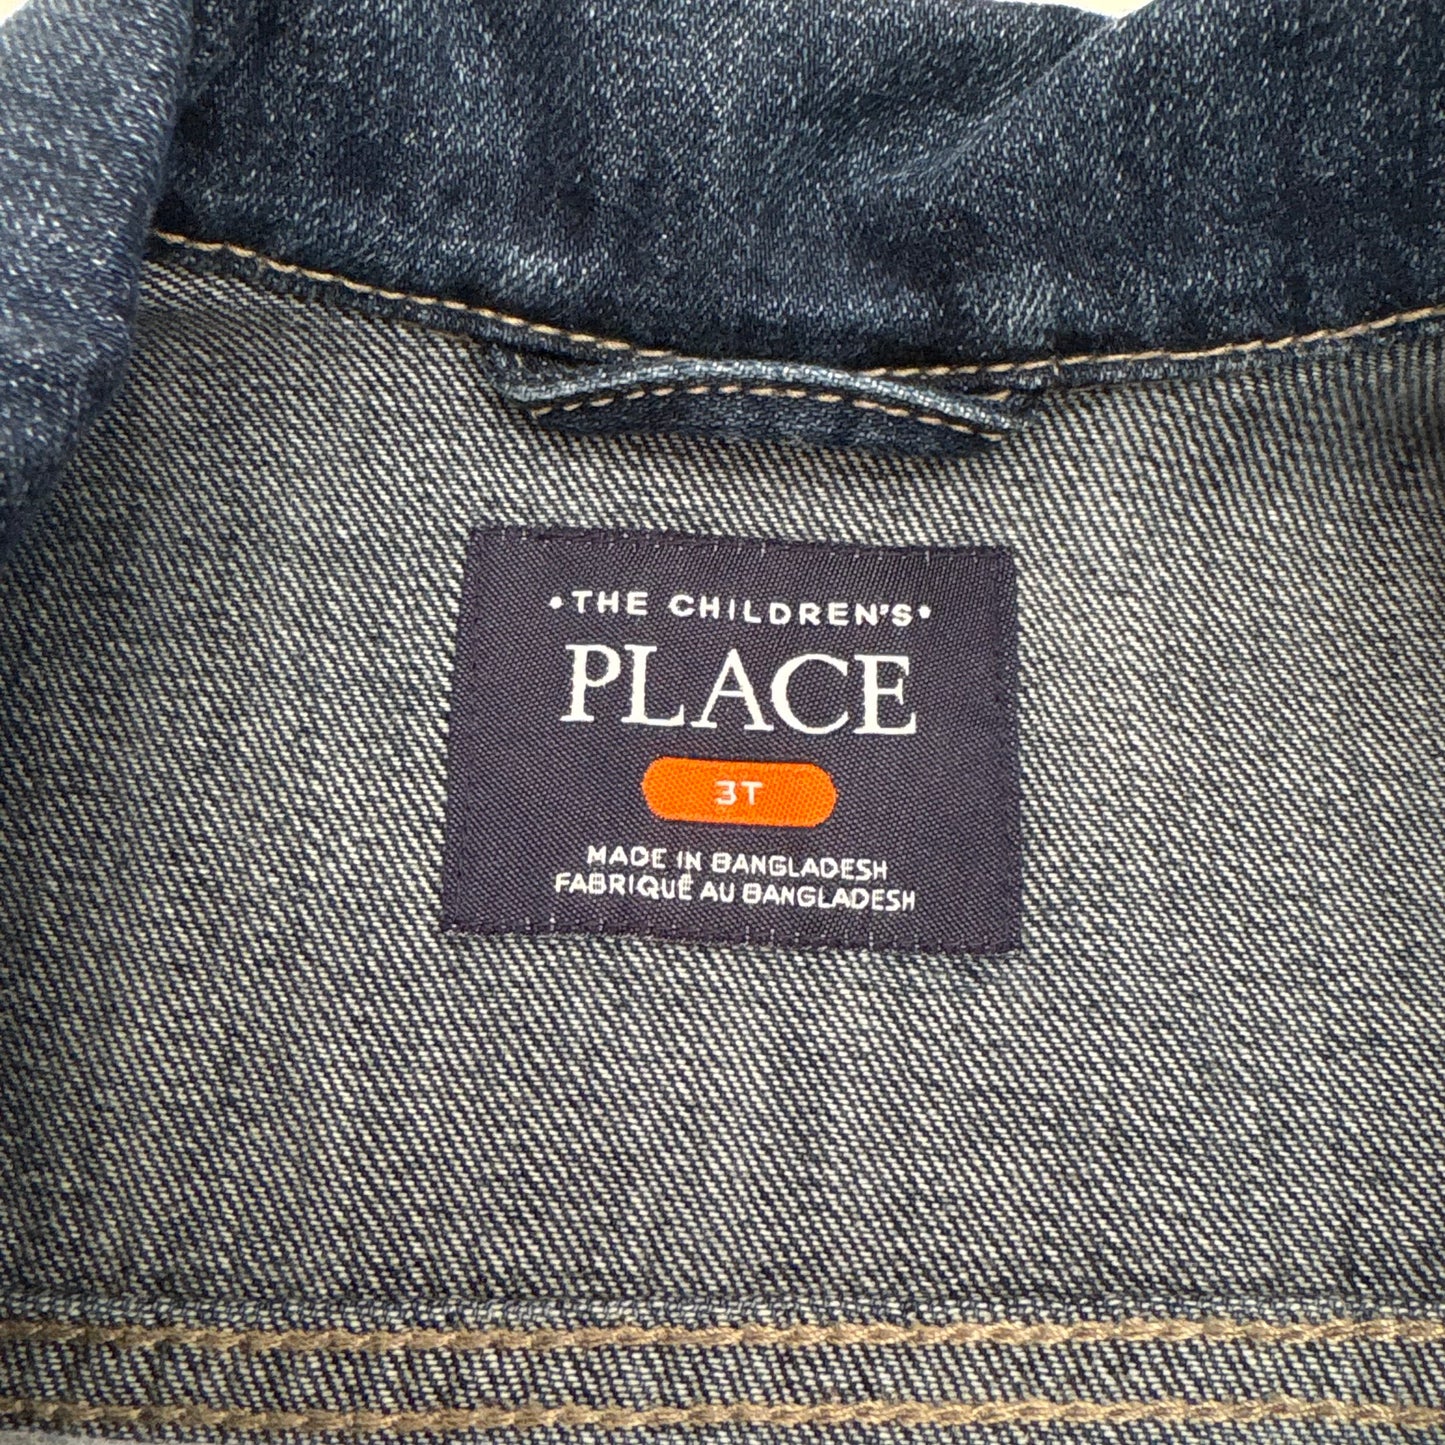 •THE CHILDREN'S•
PLACE
3T
MADE IN BANGLADESH
FABRIQUÉ AU BANGLADESH